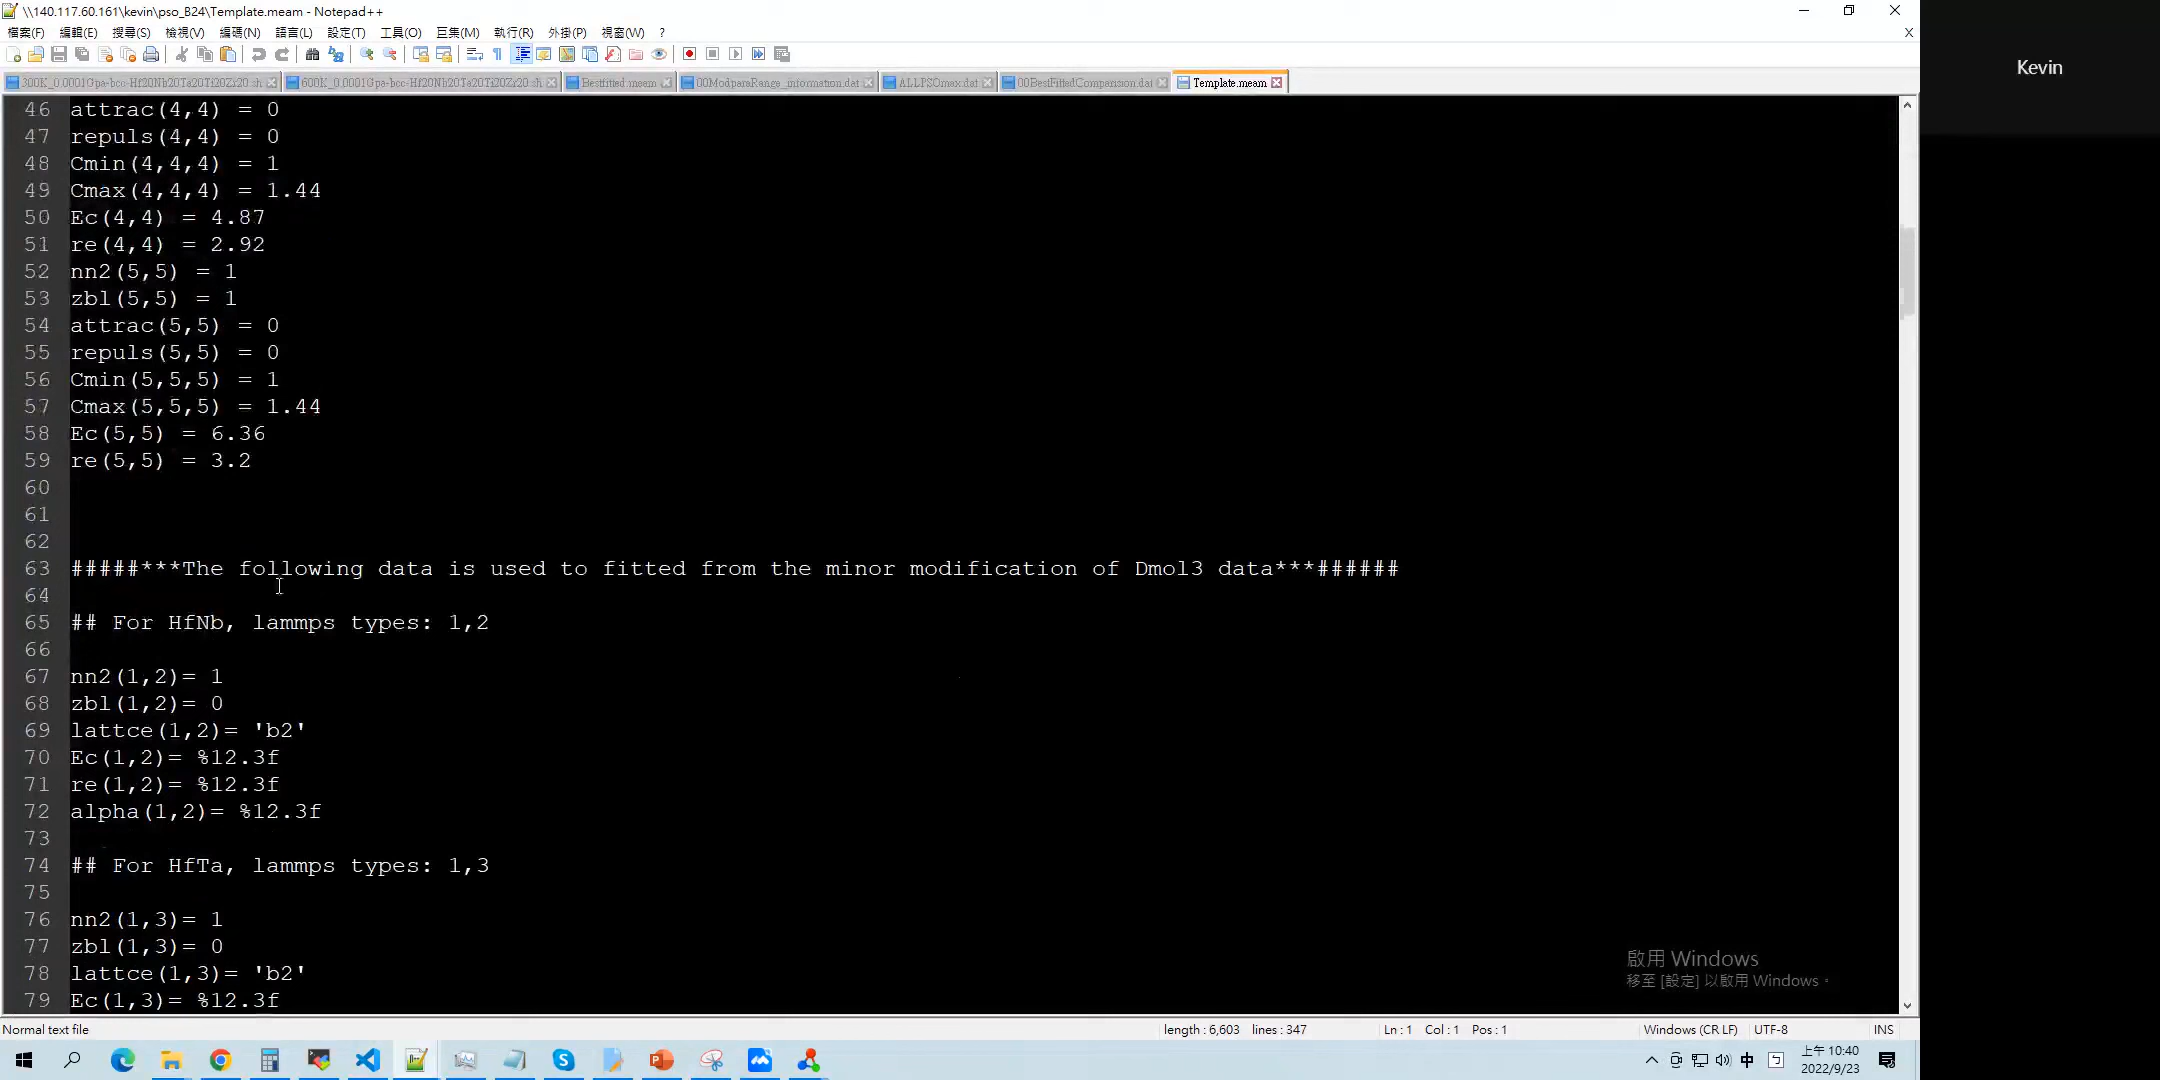 \\140.117.60.161\kevin\pso_B24\Template.meam - Notepad++
檔案(F) 編輯(E) 搜尋(S) 檢視(V) 編碼(N) 語言(L) 設定(T) 工具(O) 巨集(M) 執行(R) 外掛(P) 視窗(W) ? X
300K_0.0001Gpa-bcc-Hf20Nb20Ta20Ti20Zr20.sh 600K_0.0001Gpa-bcc-Hf20Nb20Ta20Ti20Zr20.sh Bestfitted.meam 00ModparaRange_information.dat ALLPSOmax.dat 00BestFittedComparision.dat Template.meam
Kevin
46 attrac(4,4) = 0
47 repuls(4,4) = 0
48 Cmin(4,4,4) = 1
49 Cmax(4,4,4) = 1.44
50 Ec(4,4) = 4.87
51 re(4,4) = 2.92
52 nn2(5,5) = 1
53 zbl(5,5) = 1
54 attrac(5,5) = 0
55 repuls(5,5) = 0
56 Cmin(5,5,5) = 1
57 Cmax(5,5,5) = 1.44
58 Ec(5,5) = 6.36
59 re(5,5) = 3.2
60
61
62
63 #####***The following data is used to fitted from the minor modification of Dmol3 data***######
64
65 ## For HfNb, lammps types: 1,2
66
67 nn2(1,2)= 1
68 zbl(1,2)= 0
69 lattce(1,2)= 'b2'
70 Ec(1,2)= %12.3f
71 re(1,2)= %12.3f
72 alpha(1,2)= %12.3f
73
74 ## For HfTa, lammps types: 1,3
75
76 nn2(1,3)= 1
77 zbl(1,3)= 0
78 lattce(1,3)= 'b2'
79 Ec(1,3)= %12.3f
啟用 Windows
移至 [設定] 以啟用 Windows。
Normal text file length : 6,603 lines : 347 Ln : 1 Col : 1 Pos : 1 Windows (CR LF) UTF-8 INS
中 上午 10:40
2022/9/23